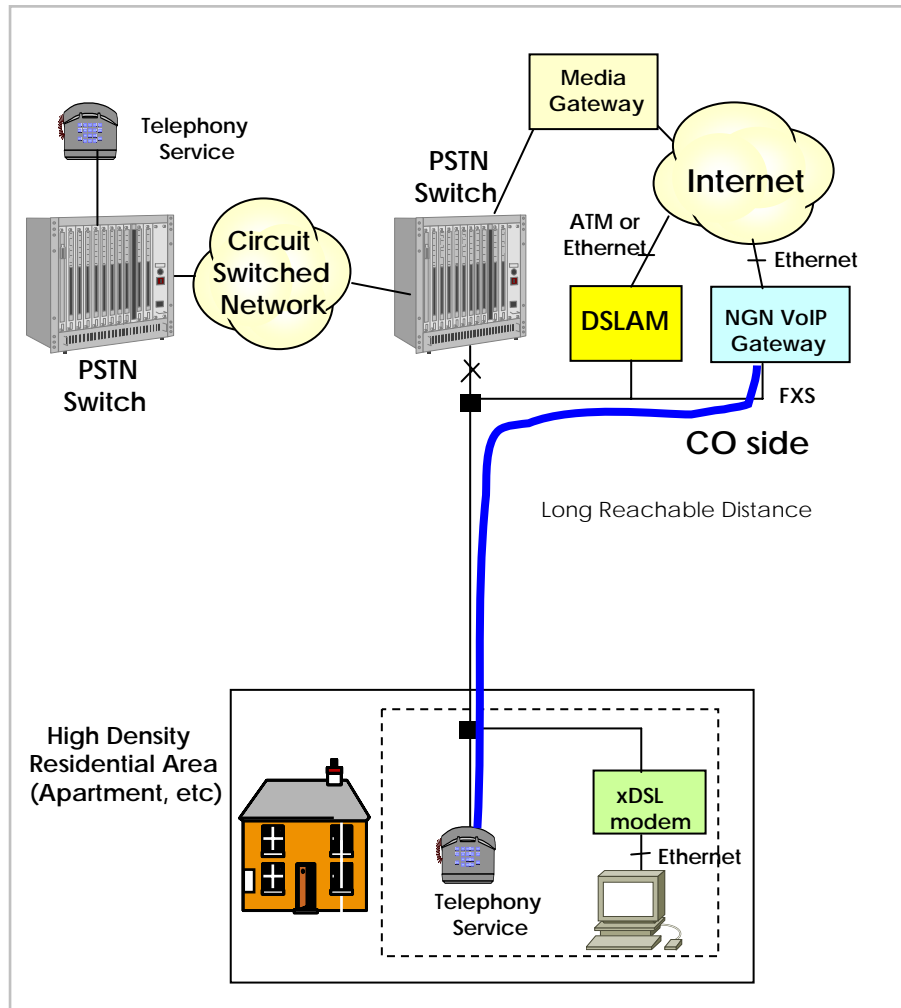 Media
Gateway
Telephony
Service
PSTN
Switch
Internet
ATM or
Ethernet
Circuit
Switched
Network
Ethernet
DSLAM
NGN VoIP
Gateway
PSTN
Switch
FXS
CO side
Long Reachable Distance
High Density
Residential Area
(Apartment, etc)
xDSL
modem
Ethernet
Telephony
Service